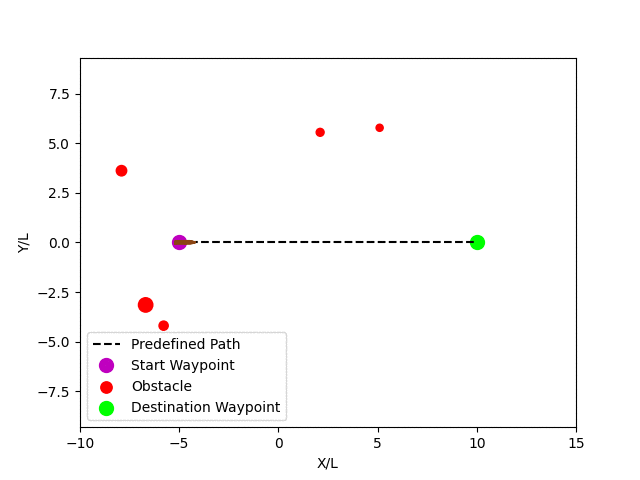 7.5
5.0
2.5
0.0
−2.5
−5.0
−7.5
Y/L
Predefined Path
Start Waypoint
Obstacle
Destination Waypoint
−10
−5
0
5
10
15
X/L